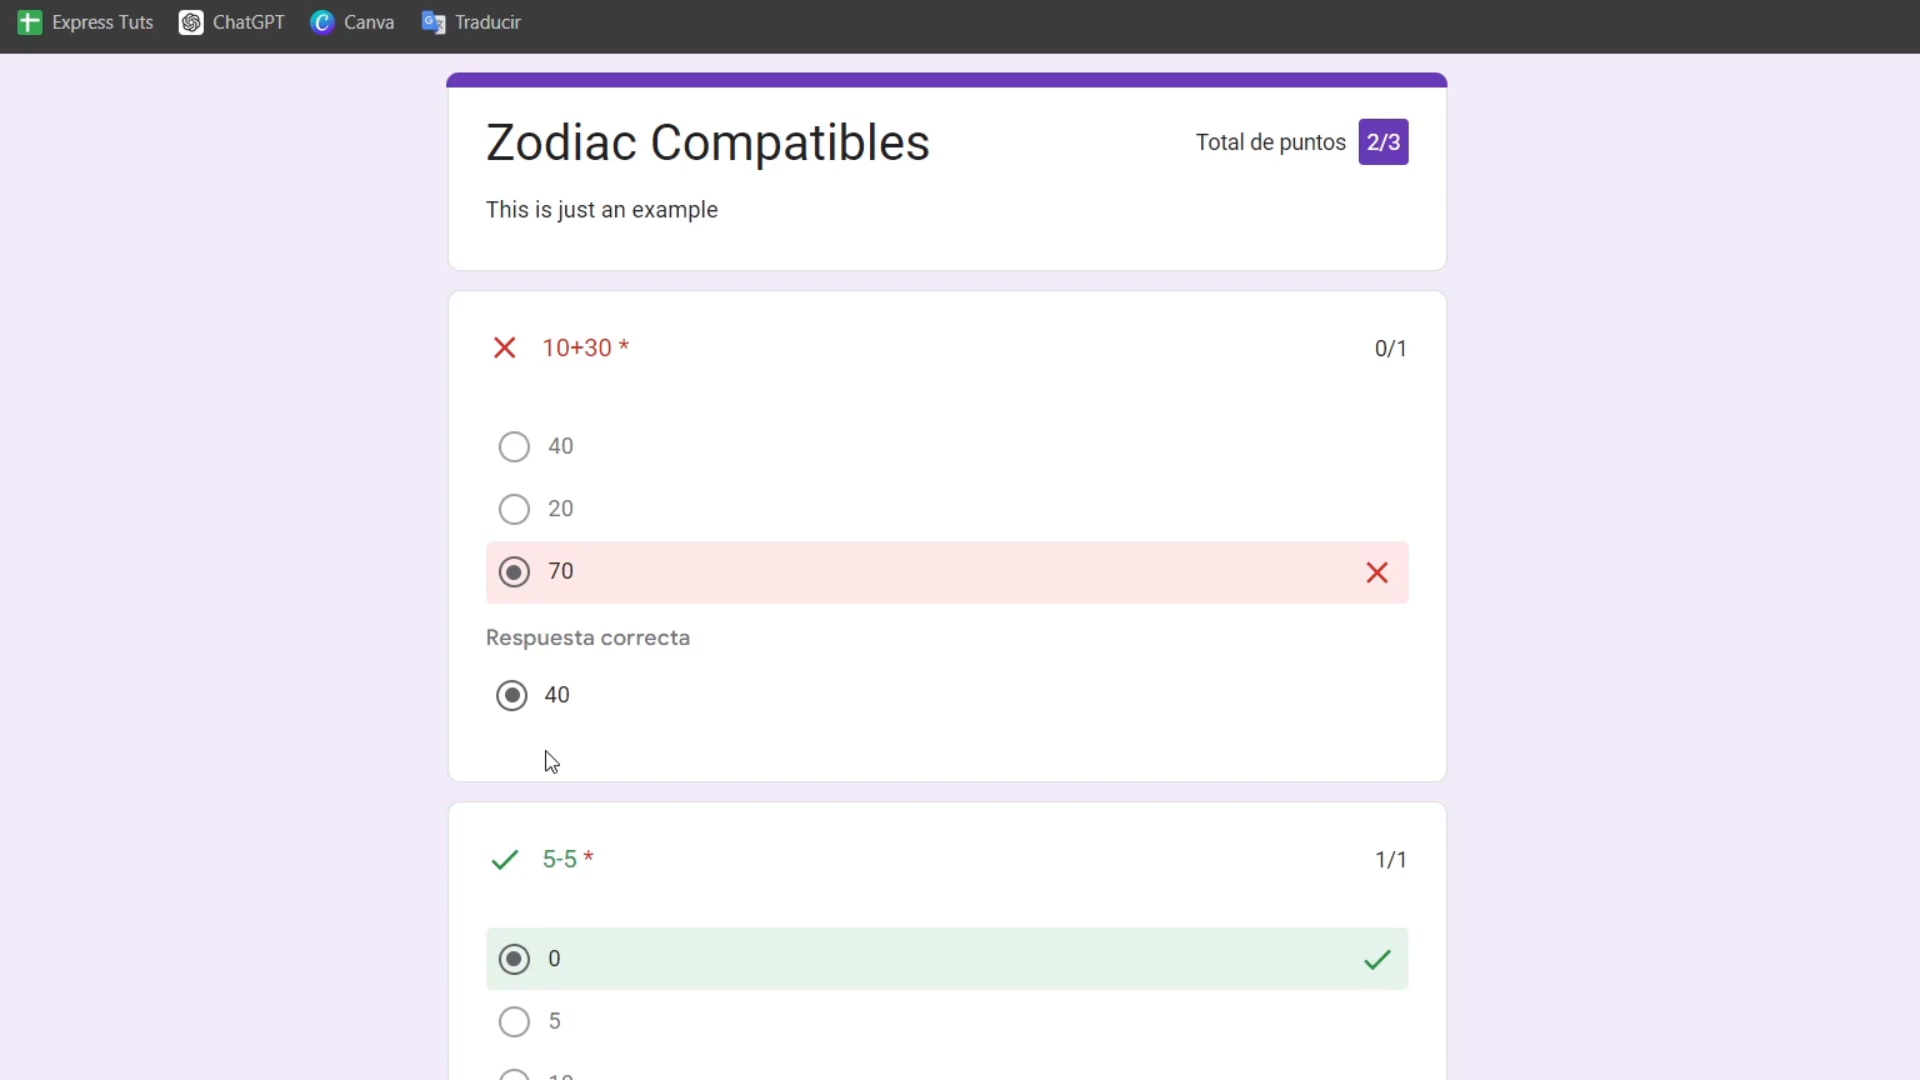 Express Tuts ChatGPT Canva Traducir
Zodiac Compatibles
Total de puntos 2/3
This is just an example
10+30 * 0/1
40
20
70
Respuesta correcta
40
5-5 * 1/1
0
5